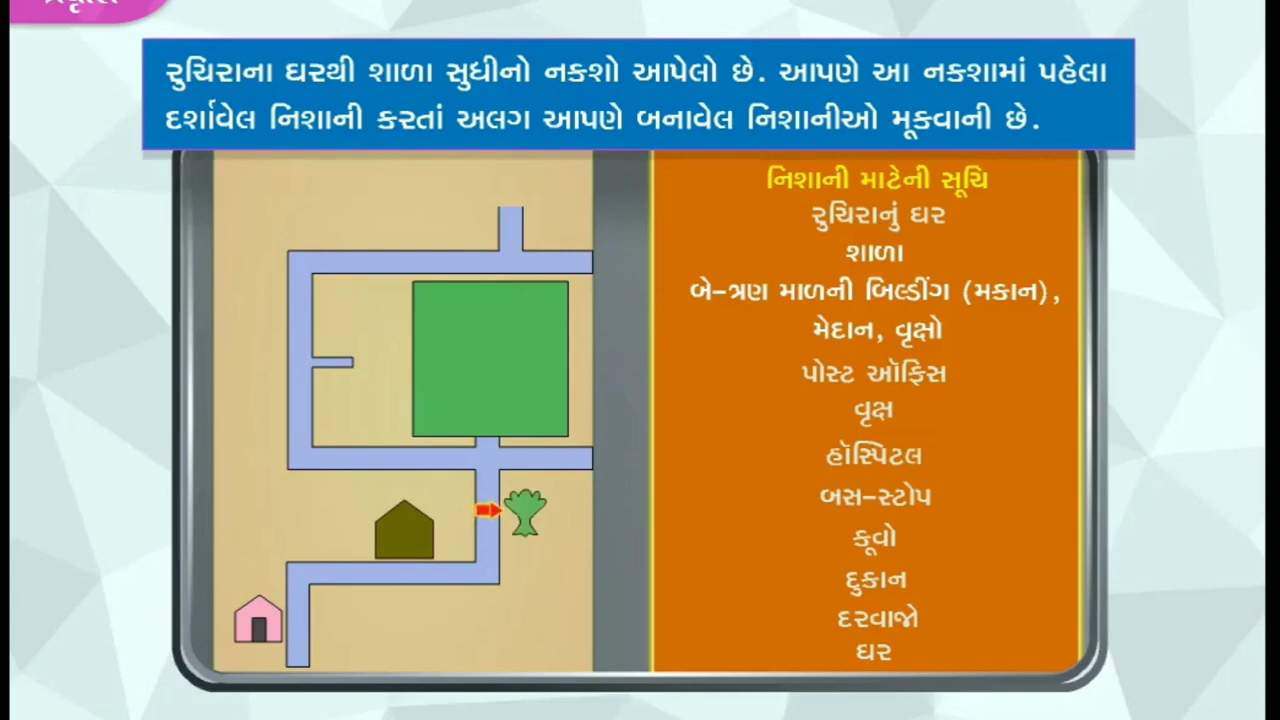 રુચિરાના ઘરથી શાળા સુધીનો નકશો આપેલો છે. આપણે આ નકશામાં પહેલા
દર્શાવેલ નિશાની કરતાં અલગ આપણે બનાવેલ નિશાનીઓ મૂકવાની છે.
નિશાની માટેની સૂચિ
રુચિરાનું ઘર
શાળા
બે-ત્રણ માળની બિલ્ડીંગ (મકાન),
મેદાન, વૃક્ષો
પોસ્ટ ઑફિસ
વૃક્ષ
હૉસ્પિટલ
બસ-સ્ટોપ
કૂવો
દુકાન
દરવાજો
ઘર